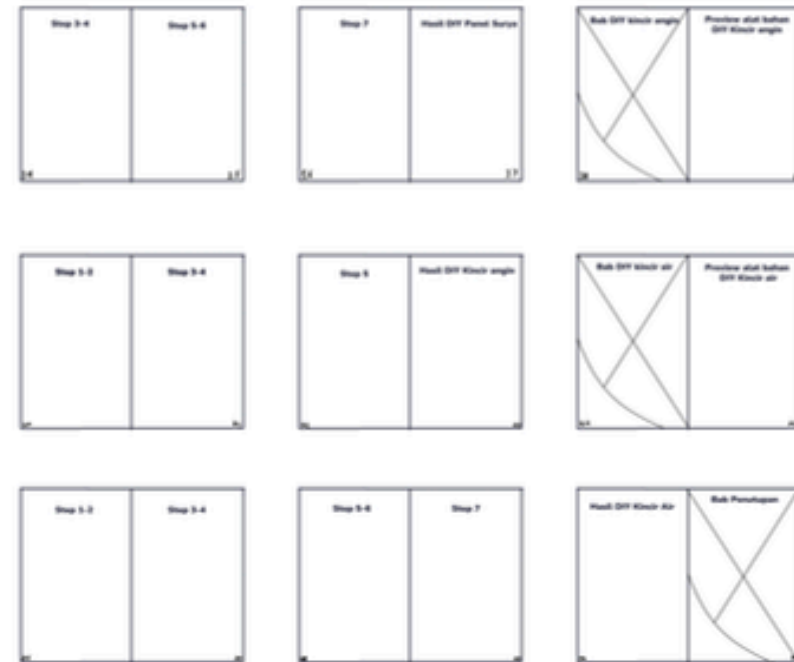 Step 3-4
Step 5-6
Step 7
Hasil DIY Panel Surya
17
Bab DIY kincir angin
Preview alat bahan
DIY Kincir angin
Step 1-2
Step 3-4
Step 5
Hasil DIY Kincir angin
Bab DIY kincir air
Preview alat bahan
DIY Kincir air
Step 1-2
Step 3-4
Step 5-6
Step 7
Hasil DIY Kincir Air
Bab Penutupan